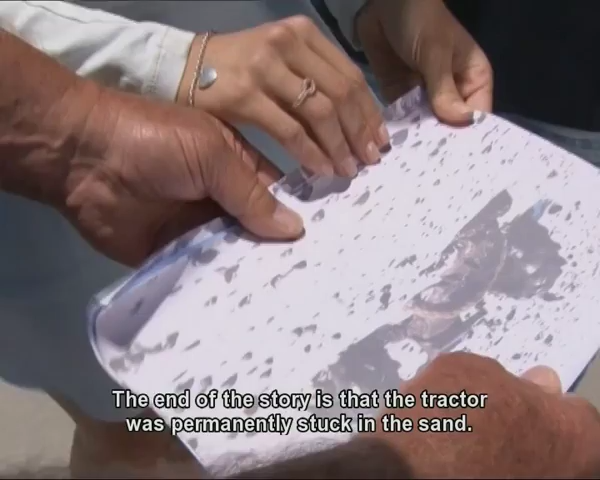 The end of the story is that the tractor
was permanently stuck in the sand.